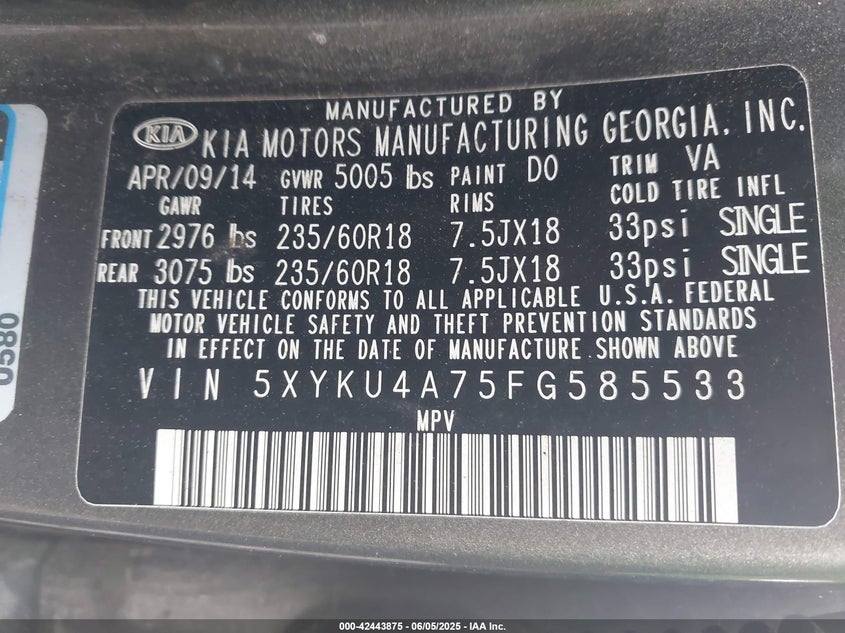 MANUFACTURED BY
KIA KIA MOTORS MANUFACTURING GEORGIA, INC.
APR/09/14 GVWR 5005 lbs PAINT D0 TRIM VA
GAWR TIRES RIMS COLD TIRE INFL
FRONT 2976 lbs 235/60R18 7.5JX18 33psi SINGLE
REAR 3075 lbs 235/60R18 7.5JX18 33psi SINGLE
THIS VEHICLE CONFORMS TO ALL APPLICABLE U.S.A. FEDERAL
MOTOR VEHICLE SAFETY AND THEFT PREVENTION STANDARDS
IN EFFECT ON THE DATE OF MANUFACTURE SHOWN ABOVE
VIN 5XYKU4A75FG585533
MPV
0580
000-42443875 - 06/05/2025 - IAA Inc.